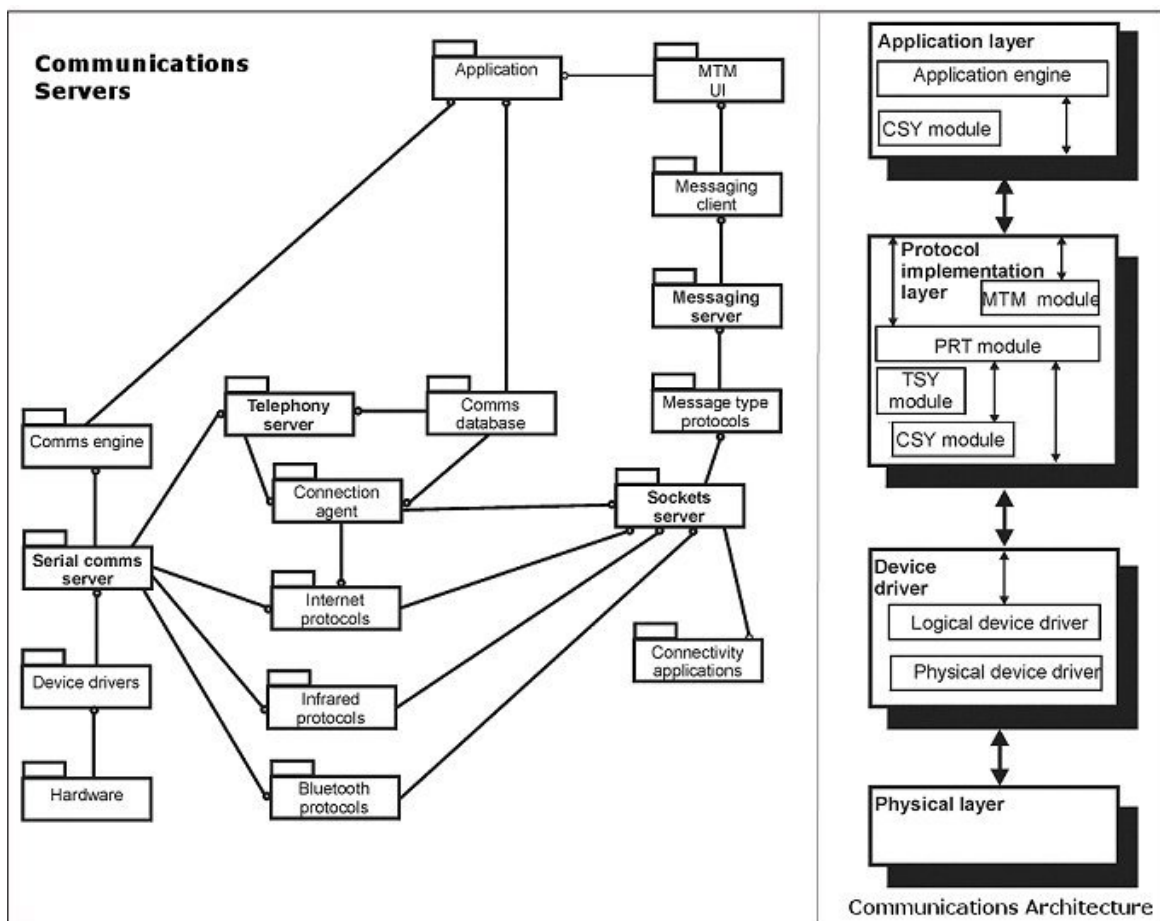 Communications
Servers
Application
MTM
UI
Messaging
client
Messaging
server
Telephony
server
Comms
database
Message type
protocols
Comms engine
Connection
agent
Sockets
server
Serial comms
server
Internet
protocols
Connectivity
applications
Device drivers
Infrared
protocols
Hardware
Bluetooth
protocols
Application layer
Application engine
CSY module
Protocol
implementation
layer
MTM module
PRT module
TSY
module
CSY module
Device
driver
Logical device driver
Physical device driver
Physical layer
Communications Architecture